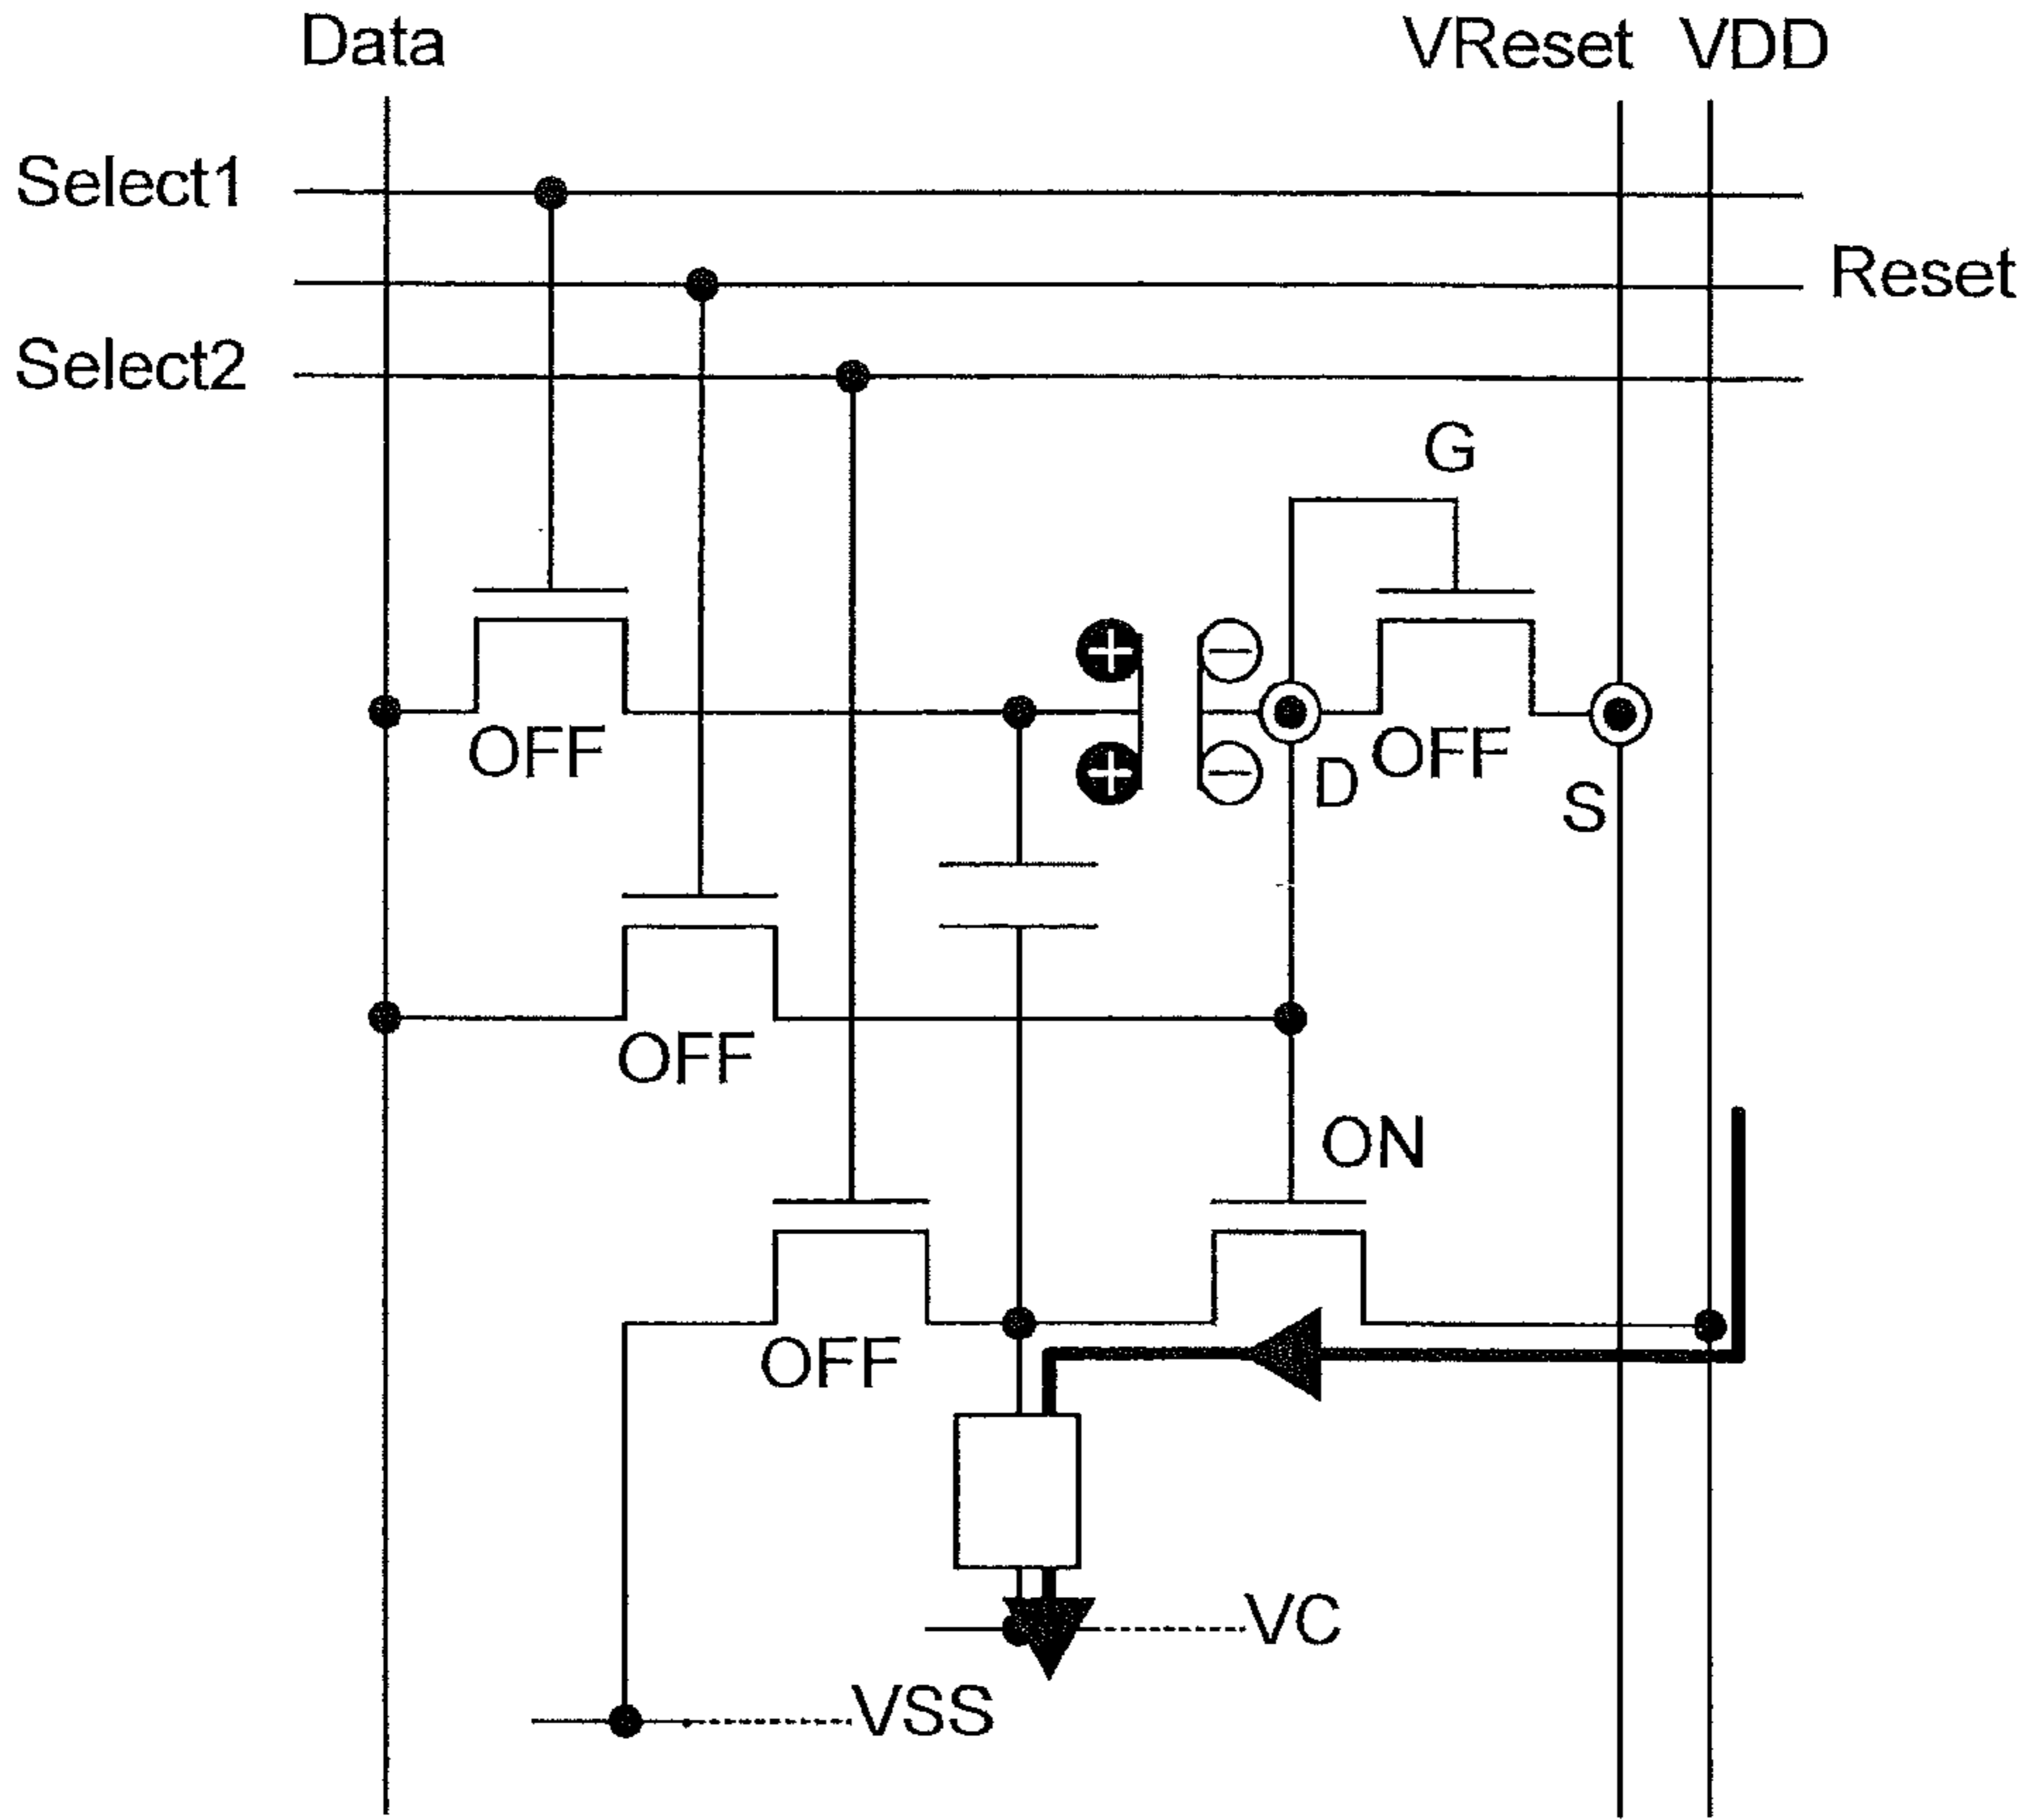 Data
VReset
VDD
Select1
Reset
Select2
G
OFF
D
OFF
S
OFF
ON
OFF
VC
VSS